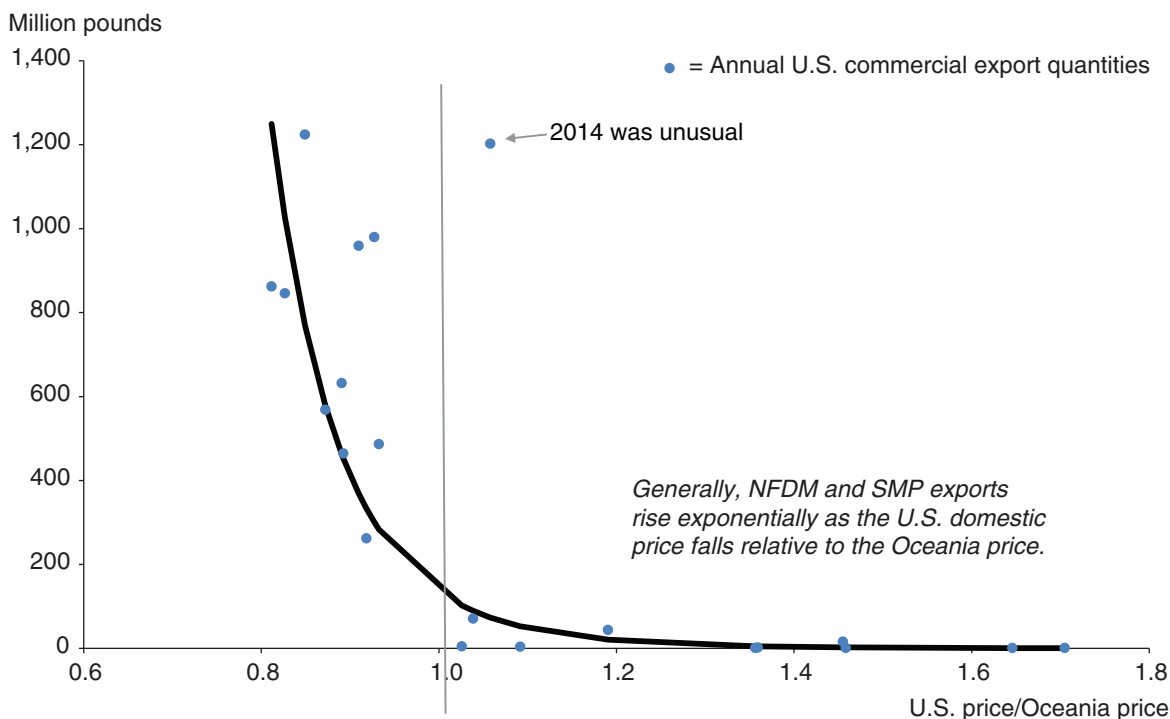 Million pounds
1,400
= Annual U.S. commercial export quantities
1,200
2014 was unusual
1,000
800
600
400
Generally, NFDM and SMP exports
rise exponentially as the U.S. domestic
price falls relative to the Oceania price.
200
0
0.6 0.8 1.0 1.2 1.4 1.6 1.8
U.S. price/Oceania price